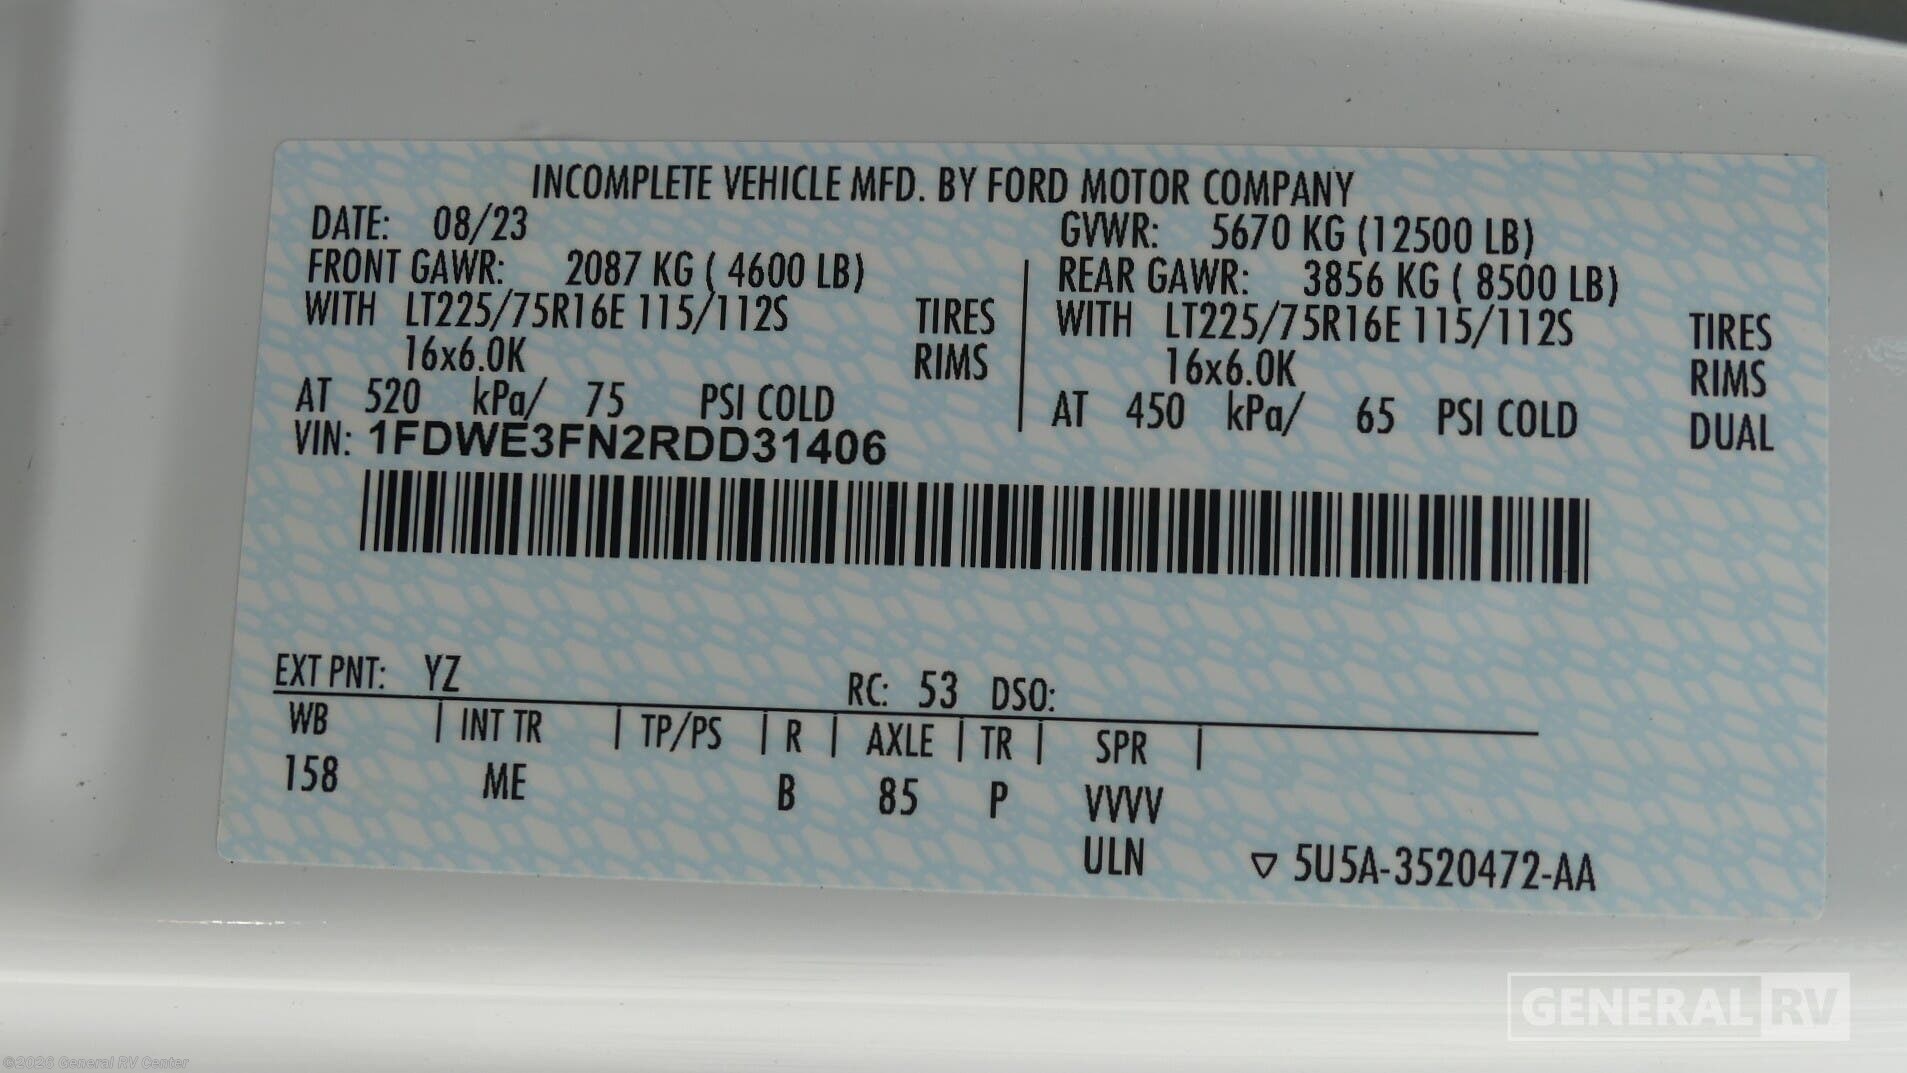 INCOMPLETE VEHICLE MFD. BY FORD MOTOR COMPANY
DATE: 08/23 GVWR: 5670 KG (12500 LB)
FRONT GAWR: 2087 KG ( 4600 LB) REAR GAWR: 3856 KG ( 8500 LB)
WITH LT225/75R16E 115/112S TIRES WITH LT225/75R16E 115/112S TIRES
16x6.0K RIMS 16x6.0K RIMS
AT 520 kPa/ 75 PSI COLD AT 450 kPa/ 65 PSI COLD DUAL
VIN: 1FDWE3FN2RDD31406
EXT PNT: YZ RC: 53 DSO:
WB | INT TR | TP/PS | R | AXLE | TR | SPR |
158 ME B 85 P VVVV
ULN ▽ 5U5A-3520472-AA
GENERAL RV
©2026 General RV Center